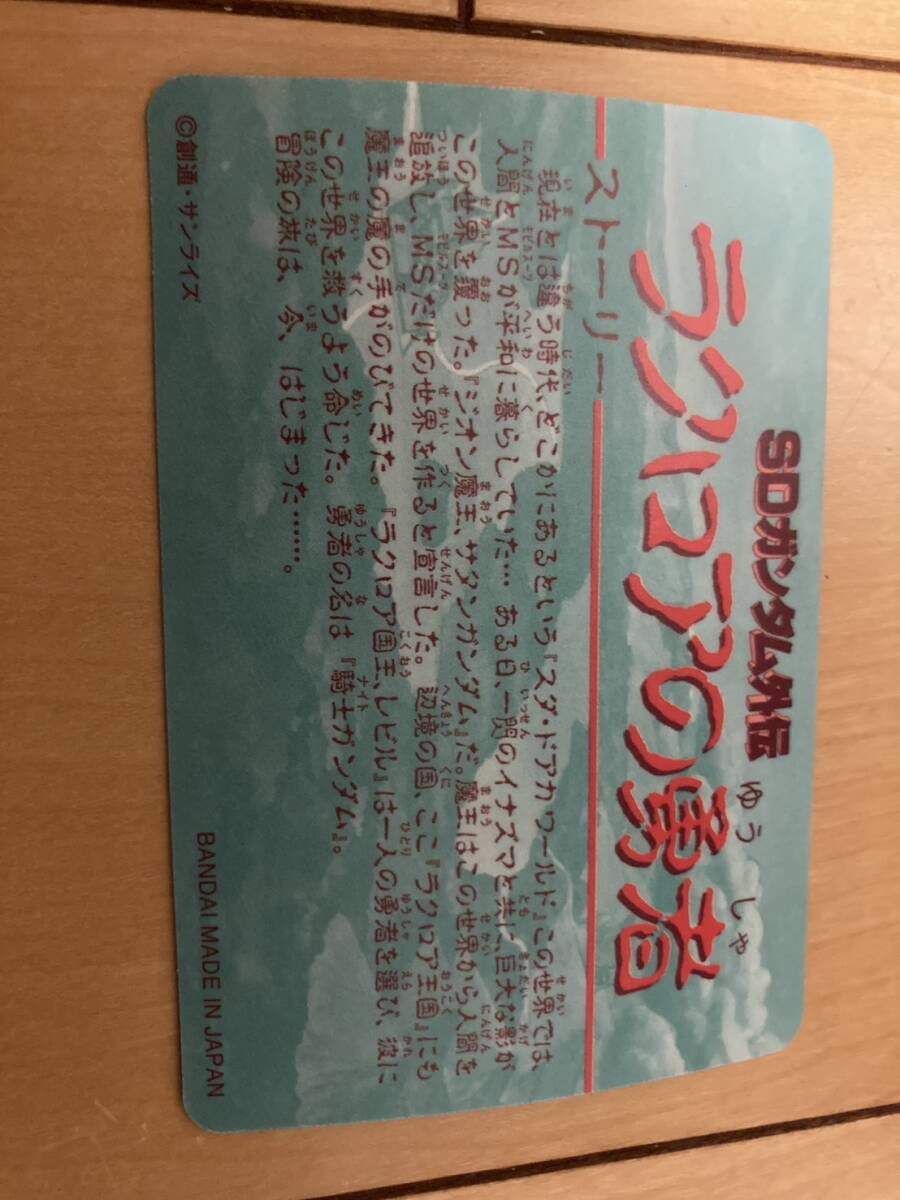 SDガンダム外伝
ラクロアの勇者
ゆうしゃ
ストーリー
現在とは違う時代、どこかにあるという『スダ・ドアカワールド』この世界では、
人間とMSが平和に暮らしていた… ある日、一閃のイナズマと共に、巨大な影が
この世界を覆った。『ジオン魔王、サタンガンダム』だ。魔王はこの世界から人間を
追放し、MSだけの世界を作ると宣言した。 辺境の国、ここ『ラクロア王国』にも
魔王の魔の手がのびてきた。『ラクロア国王、レビル』は一人の勇者を選び、彼に
この世界を救うよう命じた。 勇者の名は『騎士ガンダム』。
冒険の旅は、今、はじまった……。
©創通・サンライズ
BANDAI MADE IN JAPAN